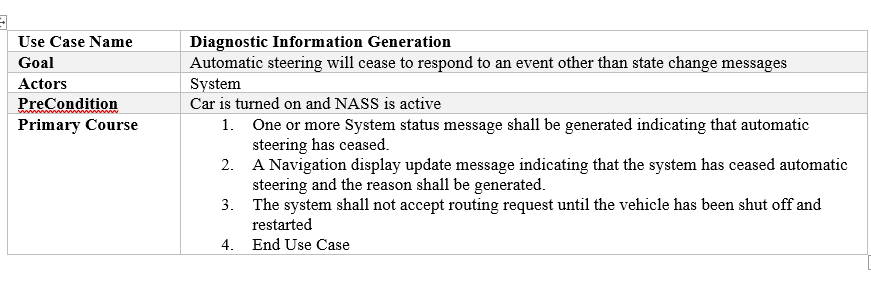 Use Case Name Diagnostic Information Generation
Goal Automatic steering will cease to respond to an event other than state change messages
Actors System
PreCondition Car is turned on and NASS is active
Primary Course 1. One or more System status message shall be generated indicating that automatic
steering has ceased.
2. A Navigation display update message indicating that the system has ceased automatic
steering and the reason shall be generated.
3. The system shall not accept routing request until the vehicle has been shut off and
restarted
4. End Use Case